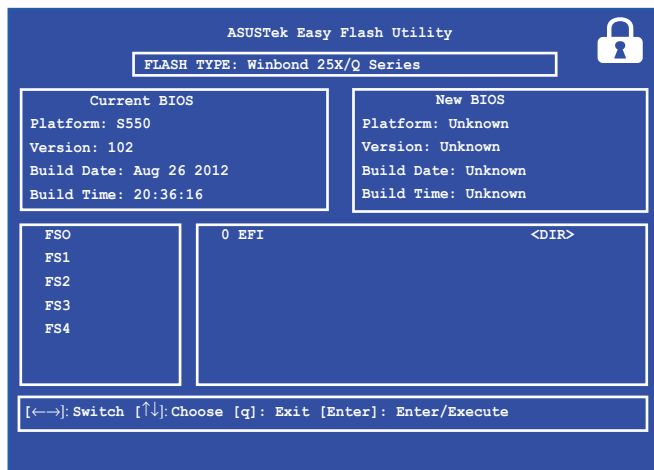 ASUSTek Easy Flash Utility
FLASH TYPE: Winbond 25X/Q Series
Current BIOS
Platform: S550
Version: 102
Build Date: Aug 26 2012
Build Time: 20:36:16
New BIOS
Platform: Unknown
Version: Unknown
Build Date: Unknown
Build Time: Unknown
FSO
FS1
FS2
FS3
FS4
0 EFI <DIR>
[←→]: Switch [↑↓]: Choose [q]: Exit [Enter]: Enter/Execute